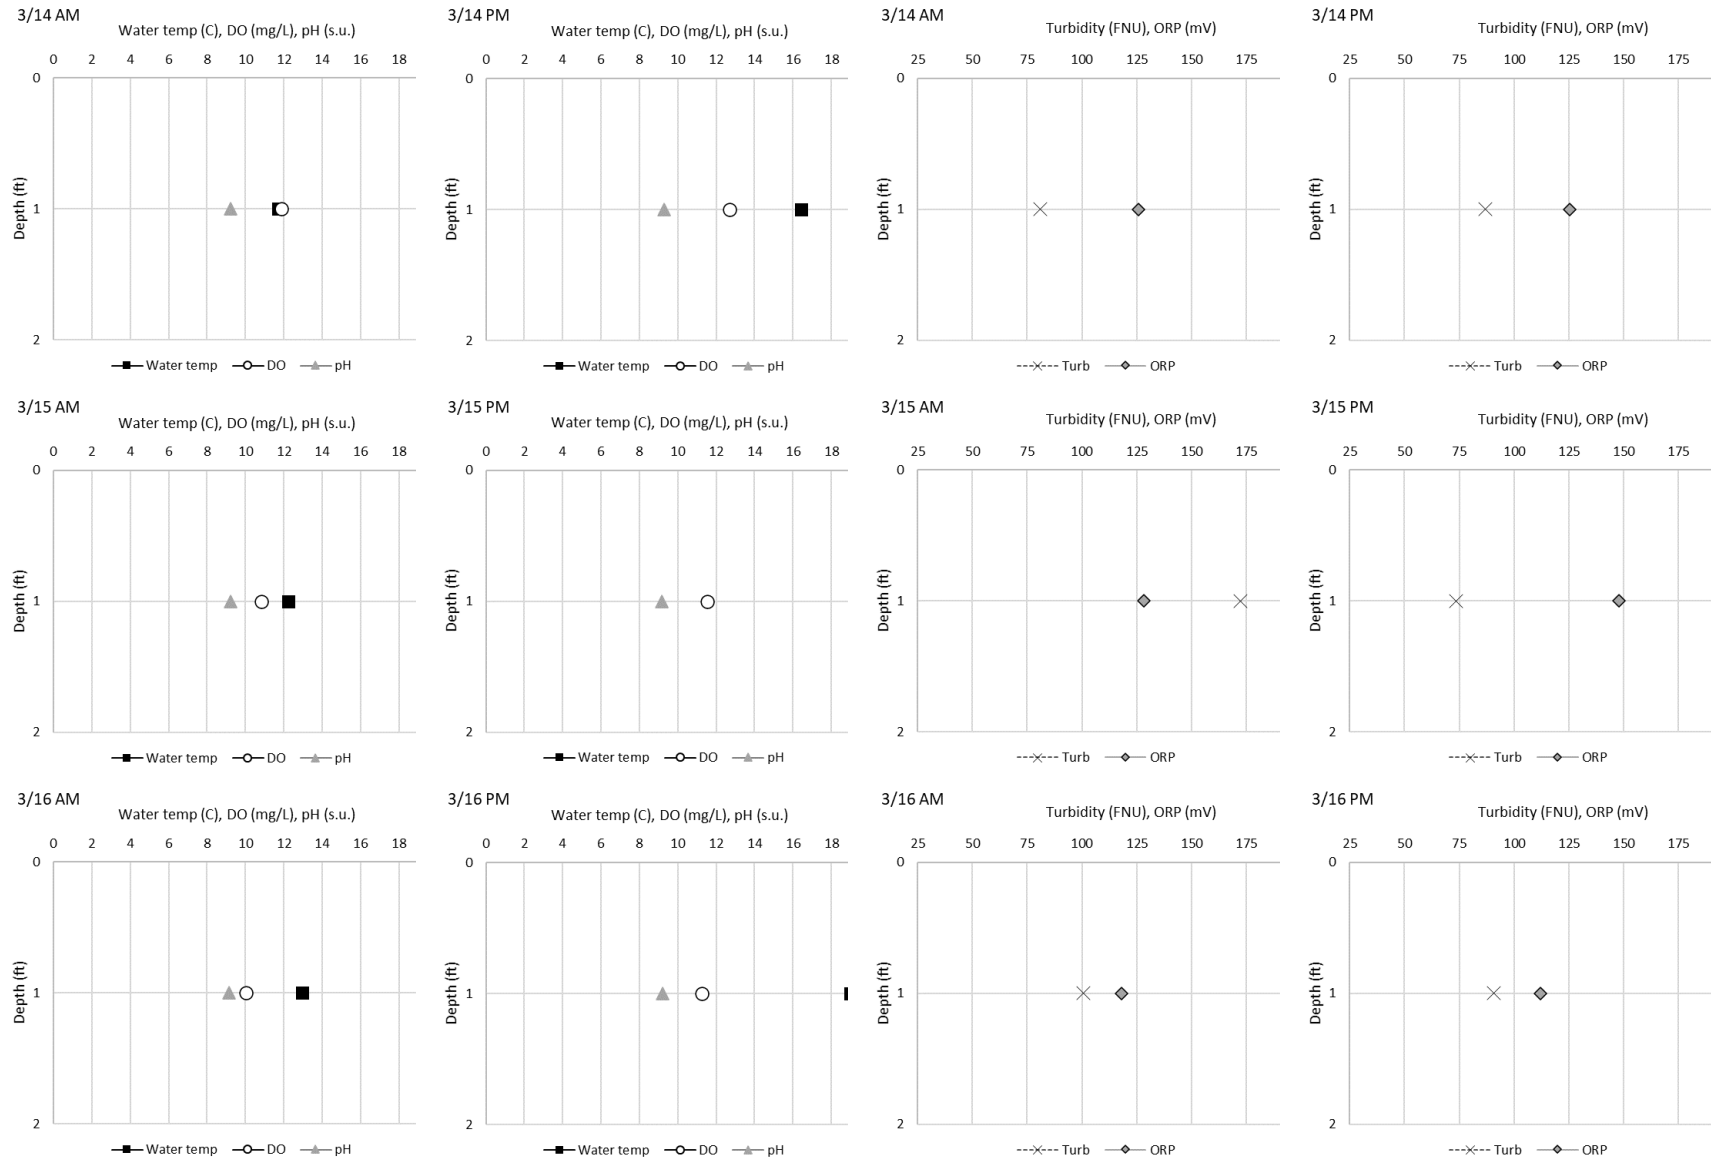 3/14 AM
Water temp (C), DO (mg/L), pH (s.u.)
0 2 4 6 8 10 12 14 16 18
0
1
2
Depth (ft)
Water temp DO pH
3/14 PM
Water temp (C), DO (mg/L), pH (s.u.)
0 2 4 6 8 10 12 14 16 18
0
1
2
Depth (ft)
Water temp DO pH
3/14 AM
Turbidity (FNU), ORP (mV)
25 50 75 100 125 150 175
0
1
2
Depth (ft)
Turb ORP
3/14 PM
Turbidity (FNU), ORP (mV)
25 50 75 100 125 150 175
0
1
2
Depth (ft)
Turb ORP
3/15 AM
Water temp (C), DO (mg/L), pH (s.u.)
0 2 4 6 8 10 12 14 16 18
0
1
2
Depth (ft)
Water temp DO pH
3/15 PM
Water temp (C), DO (mg/L), pH (s.u.)
0 2 4 6 8 10 12 14 16 18
0
1
2
Depth (ft)
Water temp DO pH
3/15 AM
Turbidity (FNU), ORP (mV)
25 50 75 100 125 150 175
0
1
2
Depth (ft)
Turb ORP
3/15 PM
Turbidity (FNU), ORP (mV)
25 50 75 100 125 150 175
0
1
2
Depth (ft)
Turb ORP
3/16 AM
Water temp (C), DO (mg/L), pH (s.u.)
0 2 4 6 8 10 12 14 16 18
0
1
2
Depth (ft)
Water temp DO pH
3/16 PM
Water temp (C), DO (mg/L), pH (s.u.)
0 2 4 6 8 10 12 14 16 18
0
1
2
Depth (ft)
Water temp DO pH
3/16 AM
Turbidity (FNU), ORP (mV)
25 50 75 100 125 150 175
0
1
2
Depth (ft)
Turb ORP
3/16 PM
Turbidity (FNU), ORP (mV)
25 50 75 100 125 150 175
0
1
2
Depth (ft)
Turb ORP